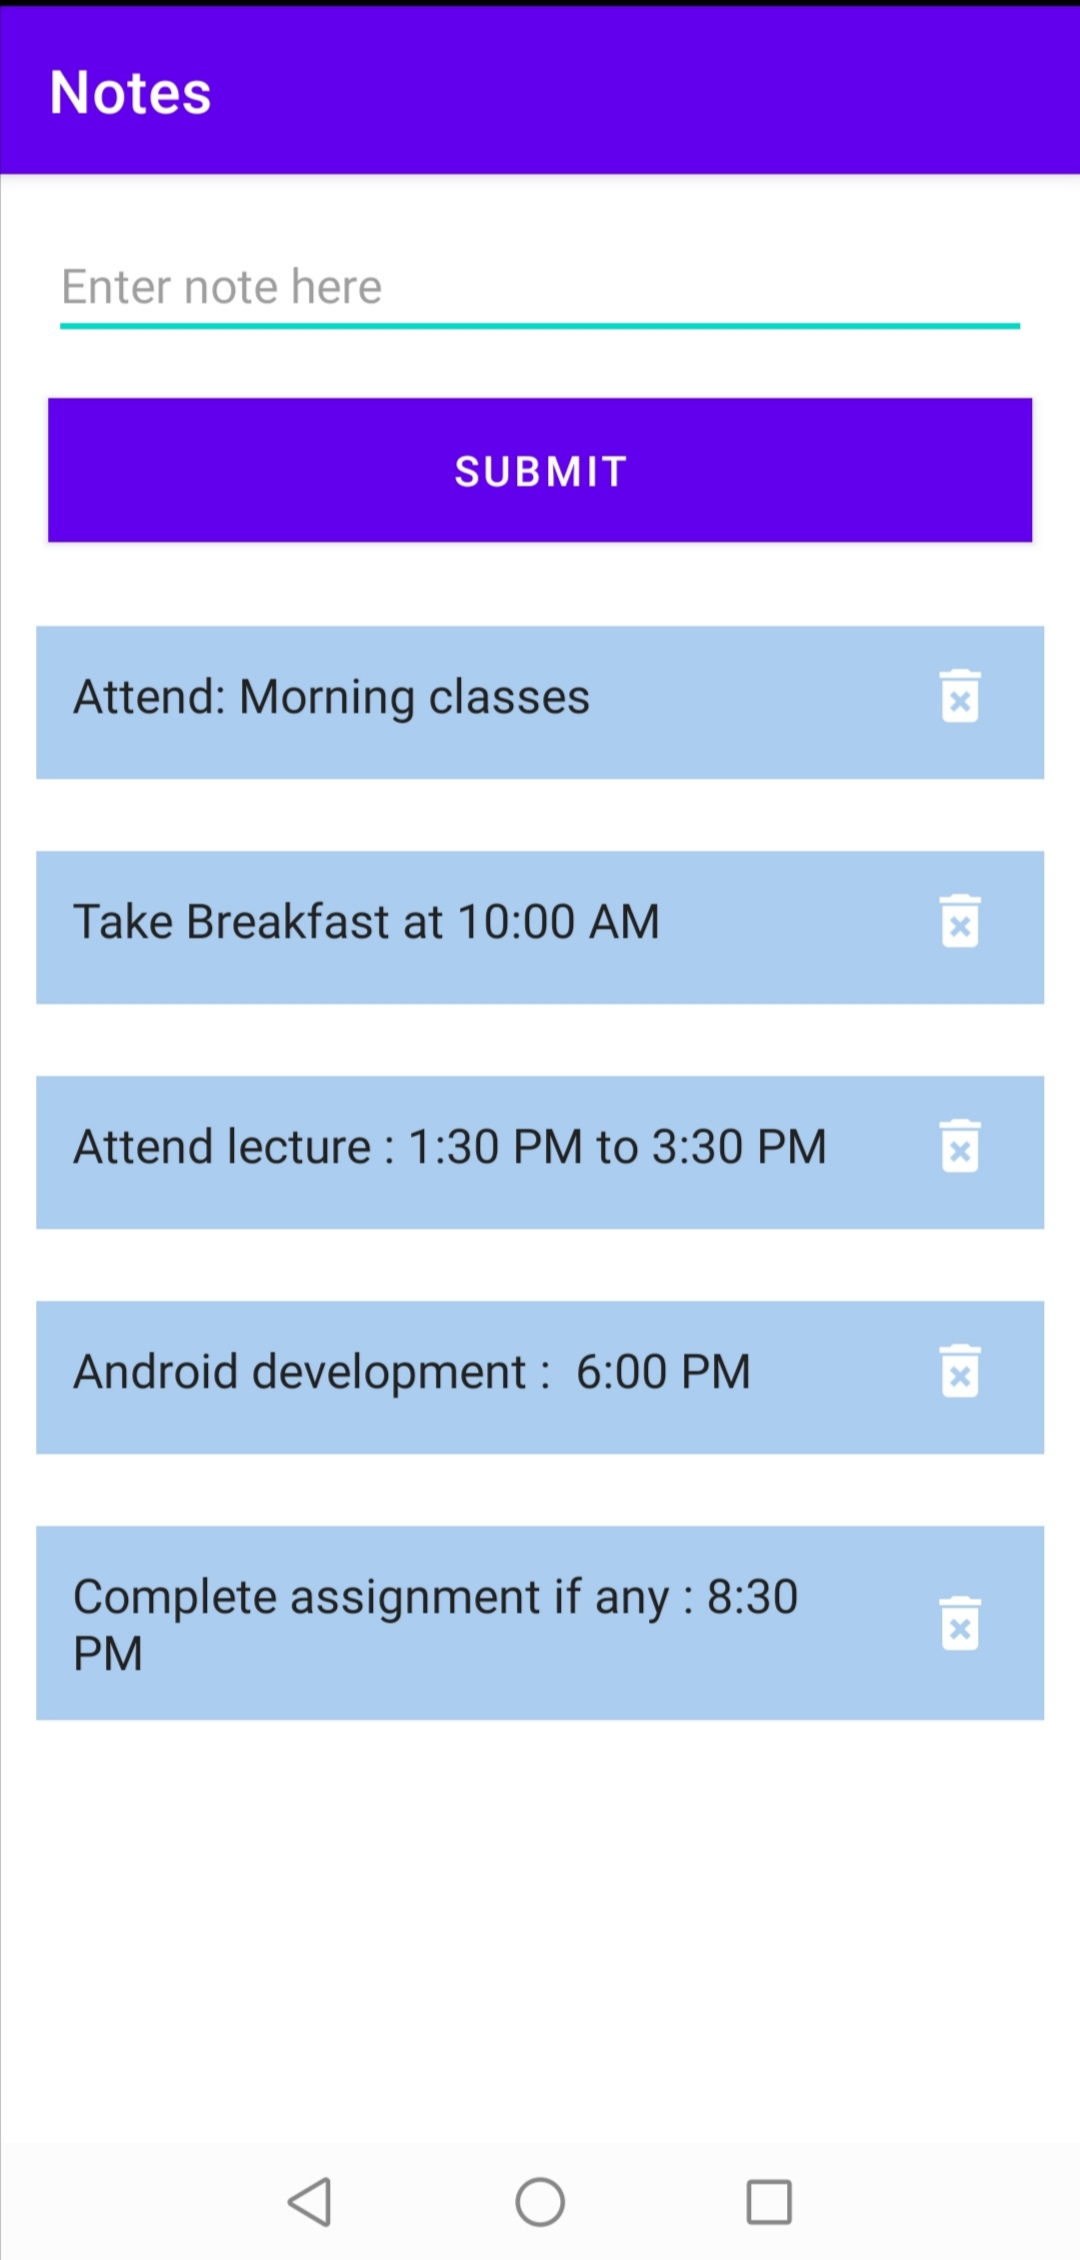 Notes
Enter note here
SUBMIT
Attend: Morning classes
Take Breakfast at 10:00 AM
Attend lecture : 1:30 PM to 3:30 PM
Android development :  6:00 PM
Complete assignment if any : 8:30
PM